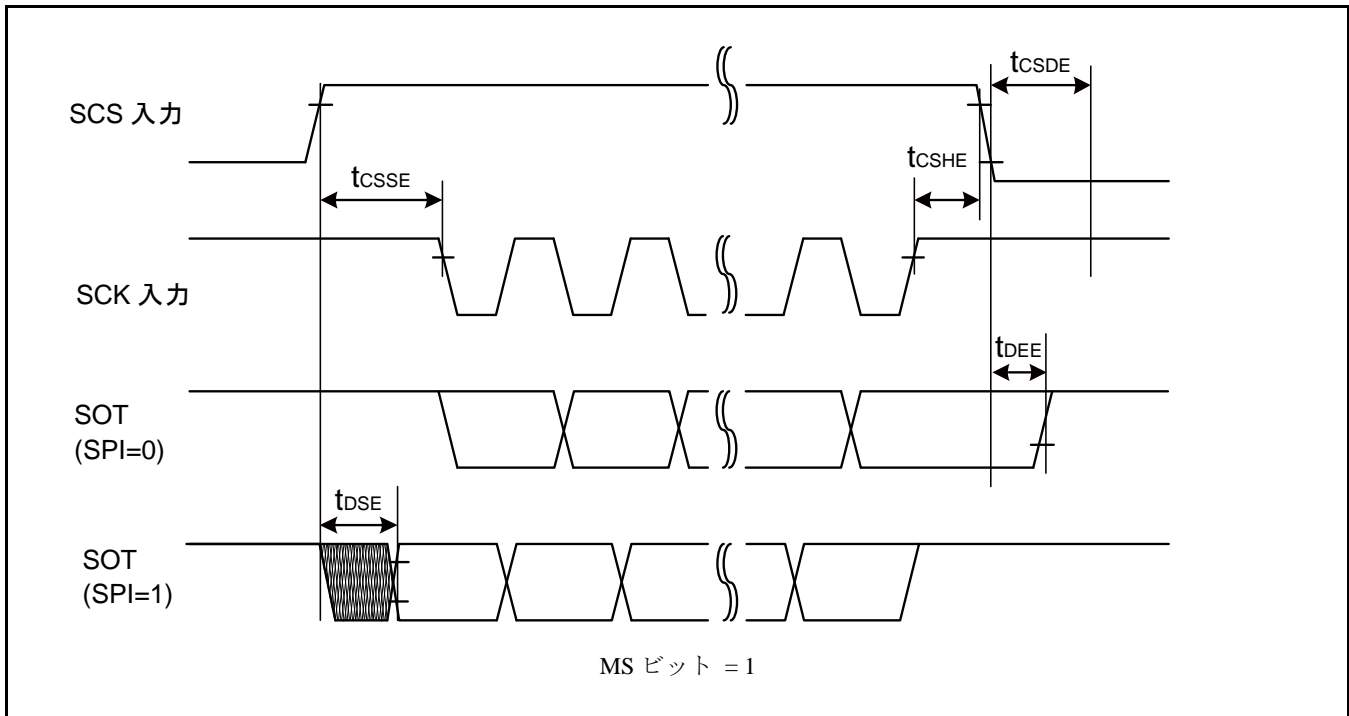 tCSDE
SCS 入力
tCSHE
tCSSE
SCK 入力
tDEE
SOT
(SPI=0)
tDSE
SOT
(SPI=1)
MS ビット = 1